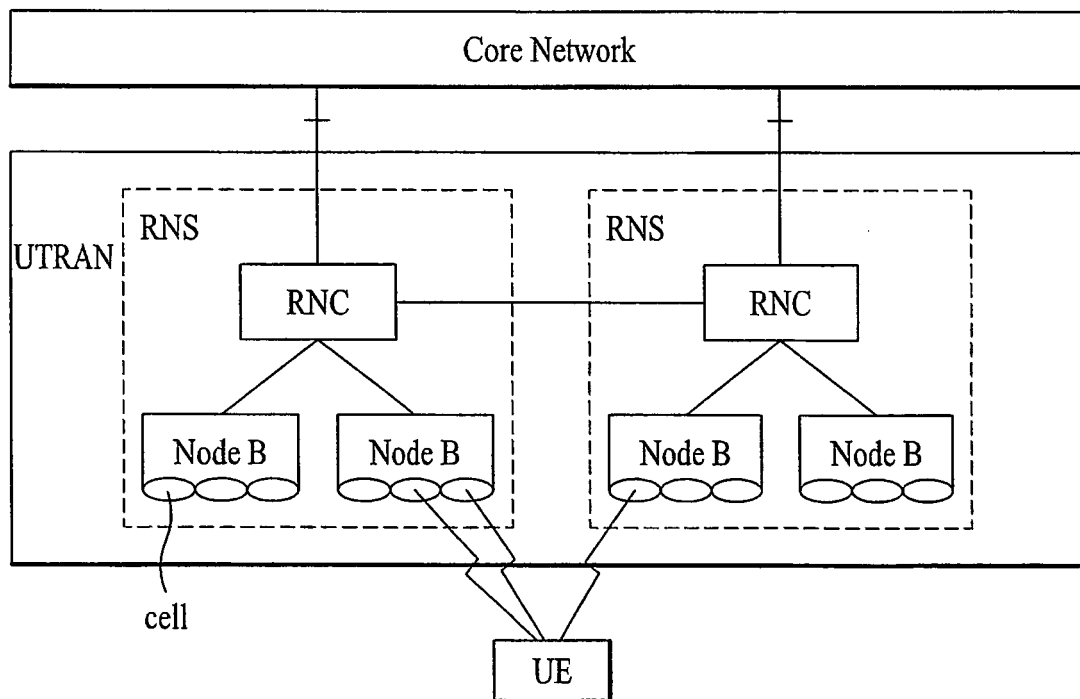 Core Network
UTRAN
RNS
RNS
RNC
RNC
Node B
Node B
Node B
Node B
cell
UE